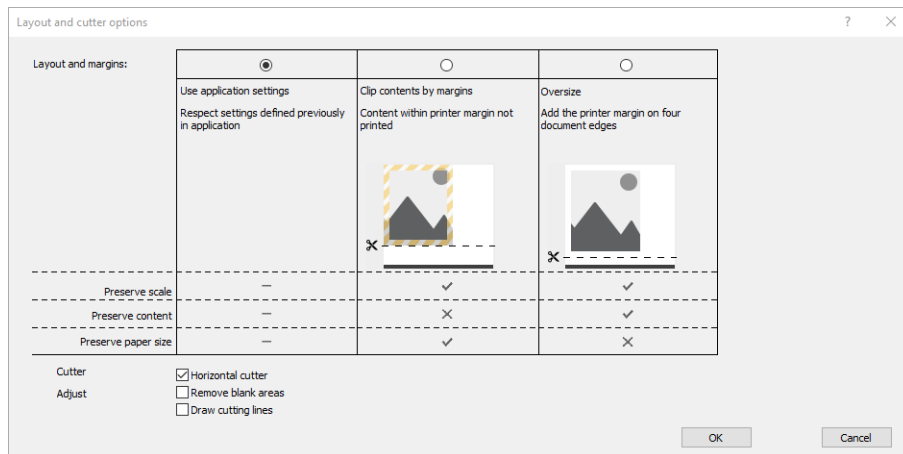 Layout and cutter options
Layout and margins:
Use application settings
Respect settings defined previously
in application
Clip contents by margins
Content within printer margin not
printed
Oversize
Add the printer margin on four
document edges
Preserve scale
Preserve content
Preserve paper size
Cutter
Horizontal cutter
Adjust
Remove blank areas
Draw cutting lines
OK
Cancel